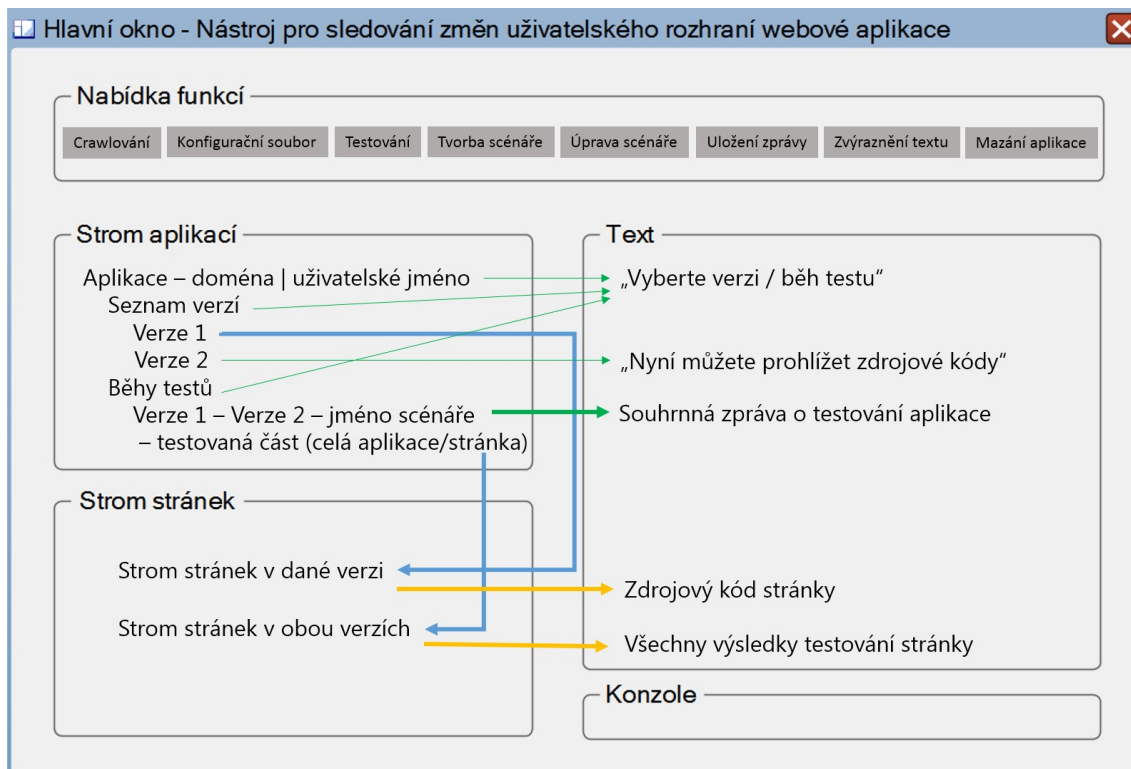 Hlavní okno - Nástroj pro sledování změn uživatelského rozhraní webové aplikace
Nabídka funkcí
Crawlování
Konfigurační soubor
Testování
Tvorba scénáře
Úprava scénáře
Uložení zprávy
Zvýraznění textu
Mazání aplikace
Strom aplikací
Aplikace – doména | uživatelské jméno
Seznam verzí
Verze 1
Verze 2
Běhy testů
Verze 1 – Verze 2 – jméno scénáře
– testovaná část (celá aplikace/stránka)
Text
„Vyberte verzi / běh testu“
„Nyní můžete prohlížet zdrojové kódy“
Souhrnná zpráva o testování aplikace
Zdrojový kód stránky
Všechny výsledky testování stránky
Strom stránek
Strom stránek v dané verzi
Strom stránek v obou verzích
Konzole